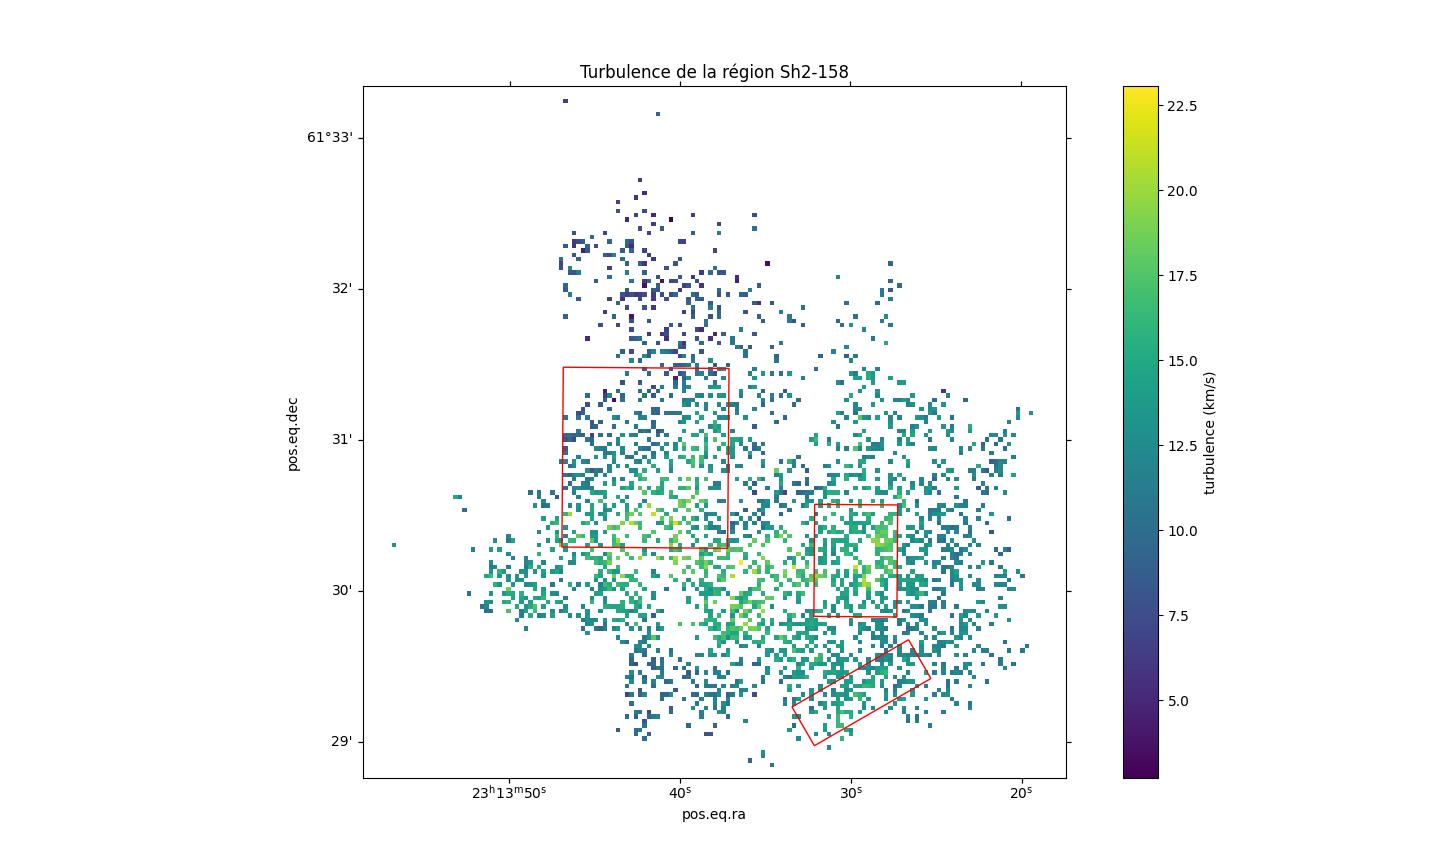 Turbulence de la région Sh2-158
61°33'
32'
31'
30'
29'
pos.eq.dec
23ʰ13ᵐ50ˢ
40ˢ
30ˢ
20ˢ
pos.eq.ra
22.5
20.0
17.5
15.0
12.5
10.0
7.5
5.0
turbulence (km/s)